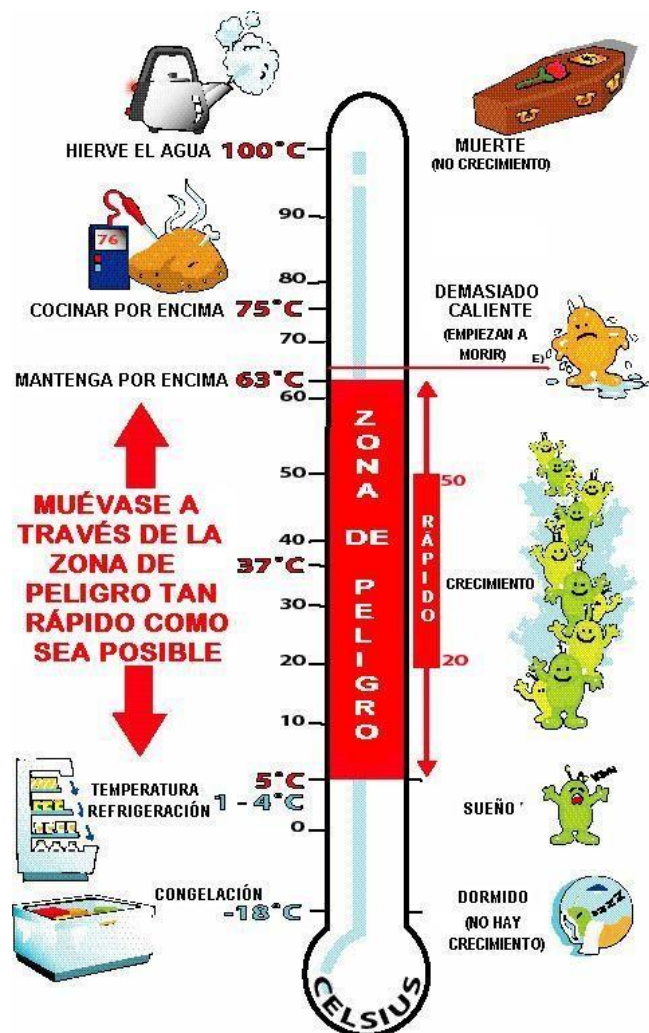 HIERVE EL AGUA 100°C
MUERTE
(NO CRECIMIENTO)
90
76
80
COCINAR POR ENCIMA 75°C
DEMASIADO
CALIENTE
(EMPIEZAN A
MORIR) E)
70
MANTENGA POR ENCIMA 63°C
60
ZONA DE PELIGRO
50
50
RÁPIDO
MUÉVASE A
TRAVÉS DE LA
ZONA DE
PELIGRO TAN
RÁPIDO COMO
SEA POSIBLE
40
37°C
CRECIMIENTO
30
20
20
10
5°C
TEMPERATURA
REFRIGERACIÓN 1 - 4°C
SUEÑO
0
CONGELACIÓN
-18°C
DORMIDO
(NO HAY
CRECIMIENTO)
CELSIUS